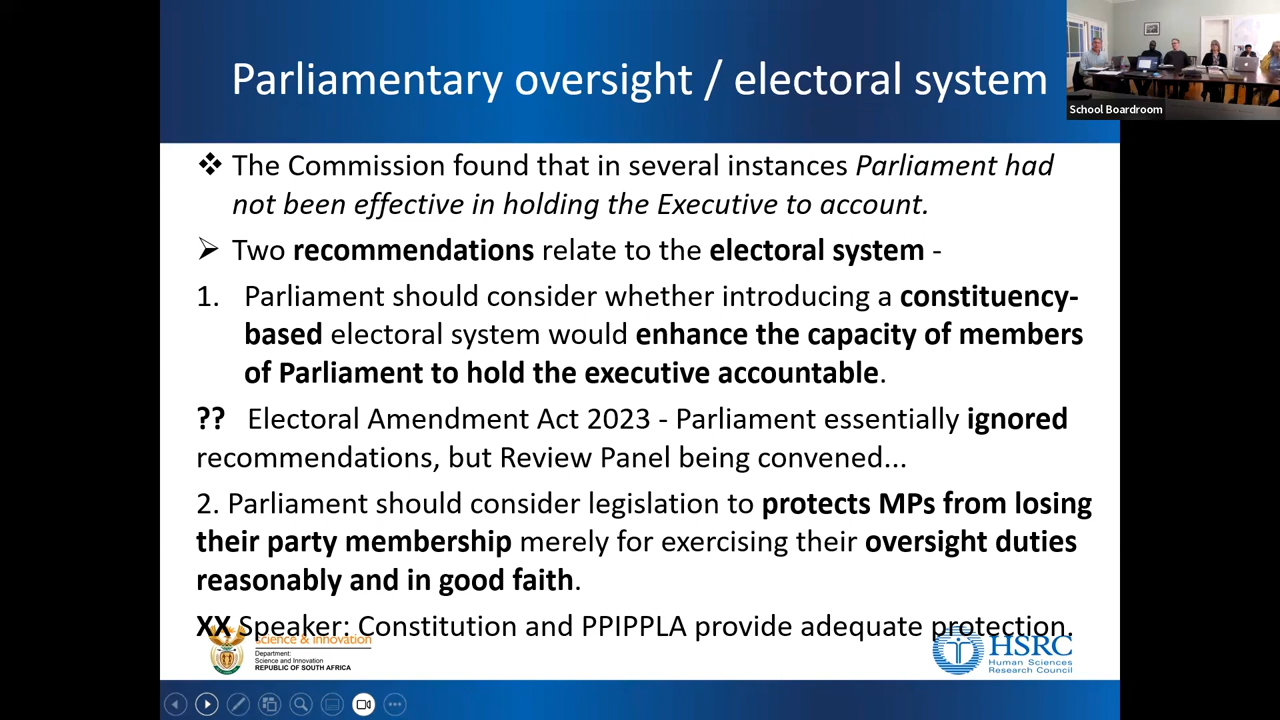 Parliamentary oversight / electoral system
School Boardroom
❖ The Commission found that in several instances Parliament had
not been effective in holding the Executive to account.
➢ Two recommendations relate to the electoral system -
1. Parliament should consider whether introducing a constituency-
based electoral system would enhance the capacity of members
of Parliament to hold the executive accountable.
?? Electoral Amendment Act 2023 - Parliament essentially ignored
recommendations, but Review Panel being convened...
2. Parliament should consider legislation to protects MPs from losing
their party membership merely for exercising their oversight duties
reasonably and in good faith.
XX Speaker: Constitution and PPIPPLA provide adequate protection.
science & innovation
Department:
Science and Innovation
REPUBLIC OF SOUTH AFRICA
HSRC
Human Sciences
Research Council